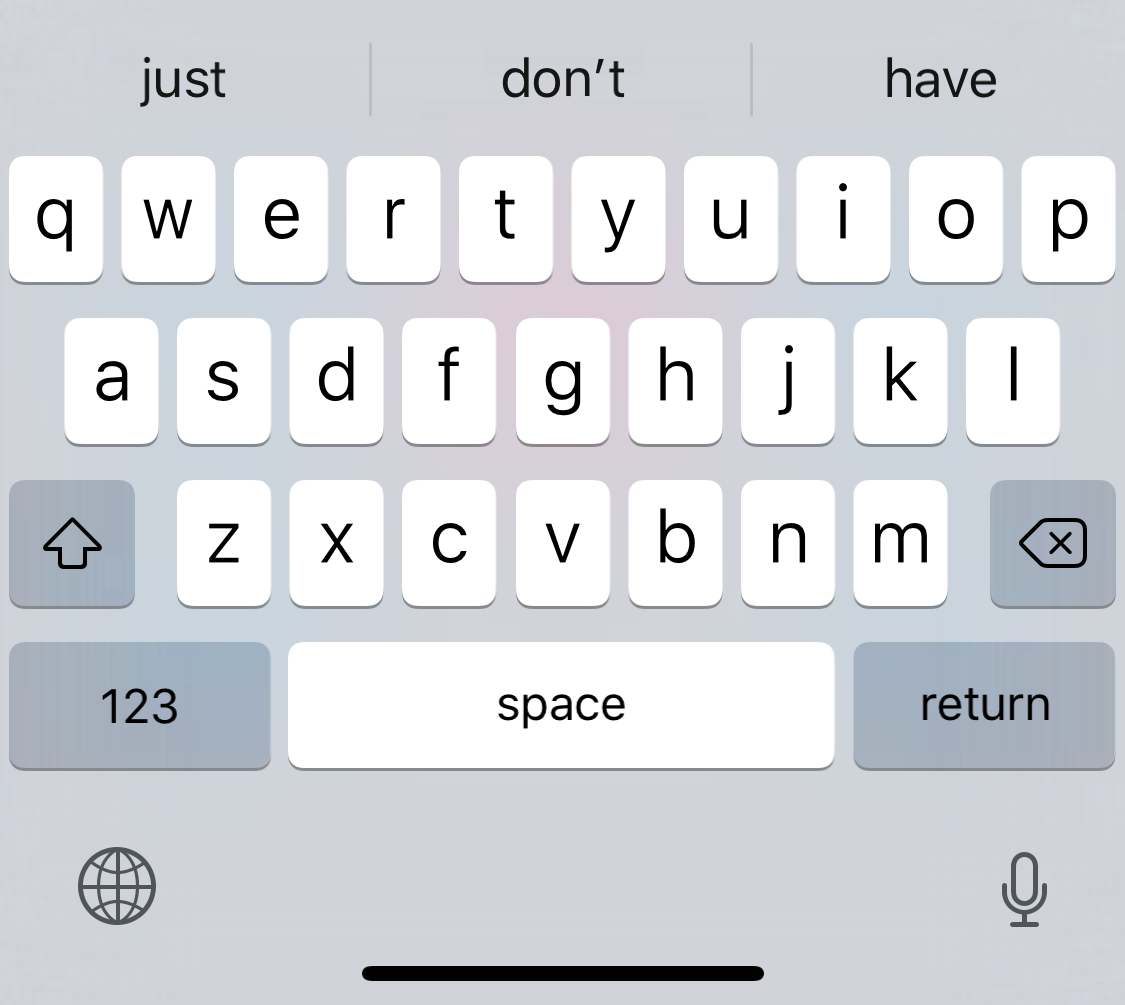 just don’t have
q w e r t y u i o p
a s d f g h j k l
z x c v b n m
123 space return